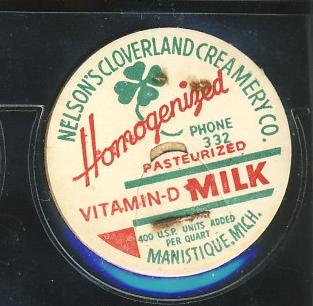 NELSON'S CLOVERLAND CREAMERY CO.
Homogenized
PHONE
332
PASTEURIZED
VITAMIN-D MILK
400 U.S.P. UNITS ADDED
PER QUART
MANISTIQUE, MICH.